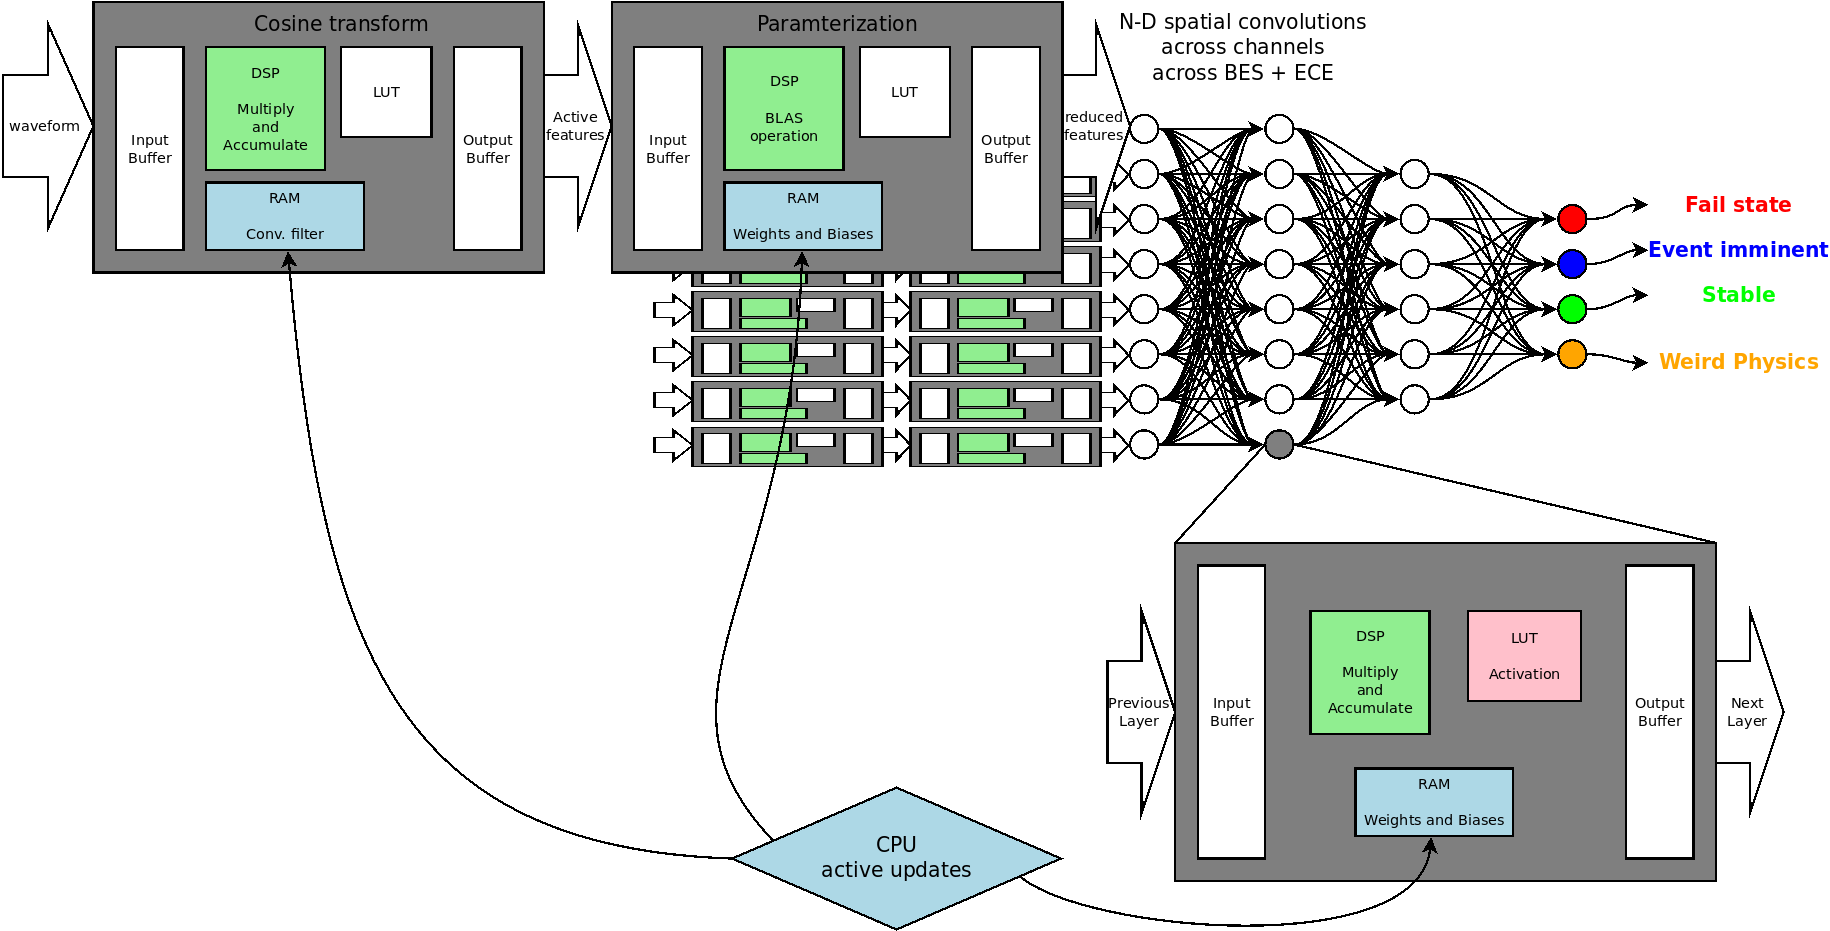 Cosine transform
waveform
Input
Buffer
DSP
Multiply
and
Accumulate
LUT
RAM
Conv. filter
Output
Buffer
Active
features
Paramterization
Input
Buffer
DSP
BLAS
operation
LUT
RAM
Weights and Biases
Output
Buffer
reduced
features
N-D spatial convolutions
across channels
across BES + ECE
Fail state
Event imminent
Stable
Weird Physics
Previous
Layer
Input
Buffer
DSP
Multiply
and
Accumulate
LUT
Activation
RAM
Weights and Biases
Output
Buffer
Next
Layer
CPU
active updates